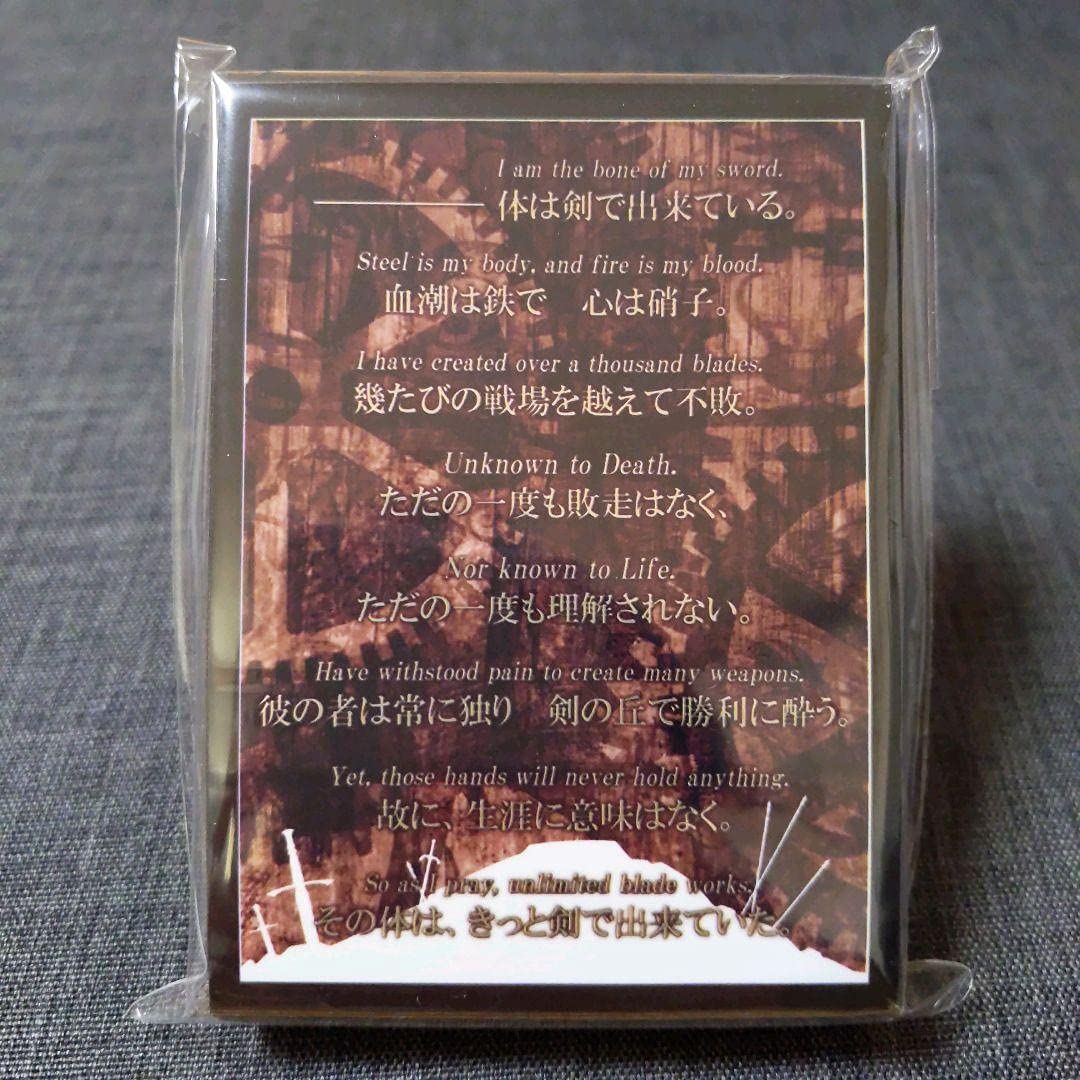 I am the bone of my sword.
――――体は剣で出来ている。
Steel is my body, and fire is my blood.
血潮は鉄で　心は硝子。
I have created over a thousand blades.
幾たびの戦場を越えて不敗。
Unknown to Death.
ただの一度も敗走はなく、
Nor known to Life.
ただの一度も理解されない。
Have withstood pain to create many weapons.
彼の者は常に独り　剣の丘で勝利に酔う。
Yet, those hands will never hold anything.
故に、生涯に意味はなく。
So as I pray, unlimited blade works.
その体は、きっと剣で出来ていた。